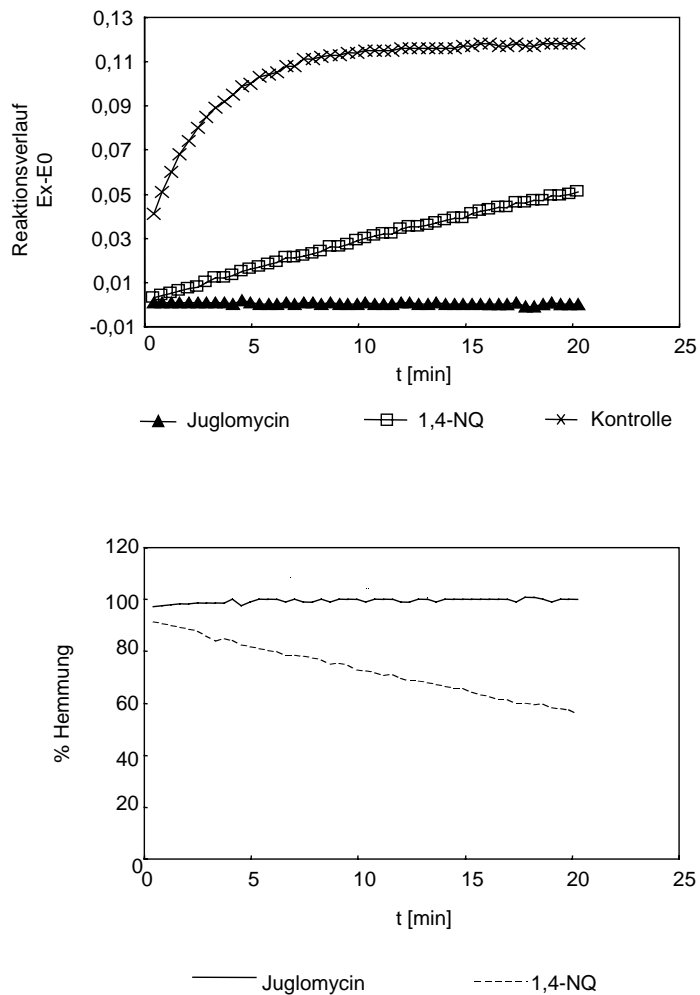 0,13
0,11
0,09
0,07
0,05
0,03
0,01
-0,01
Reaktionsverlauf
Ex-E0
0 5 10 15 20 25
t [min]
Juglomycin 1,4-NQ Kontrolle
120
100
80
60
40
20
0
% Hemmung
0 5 10 15 20 25
t [min]
Juglomycin 1,4-NQ